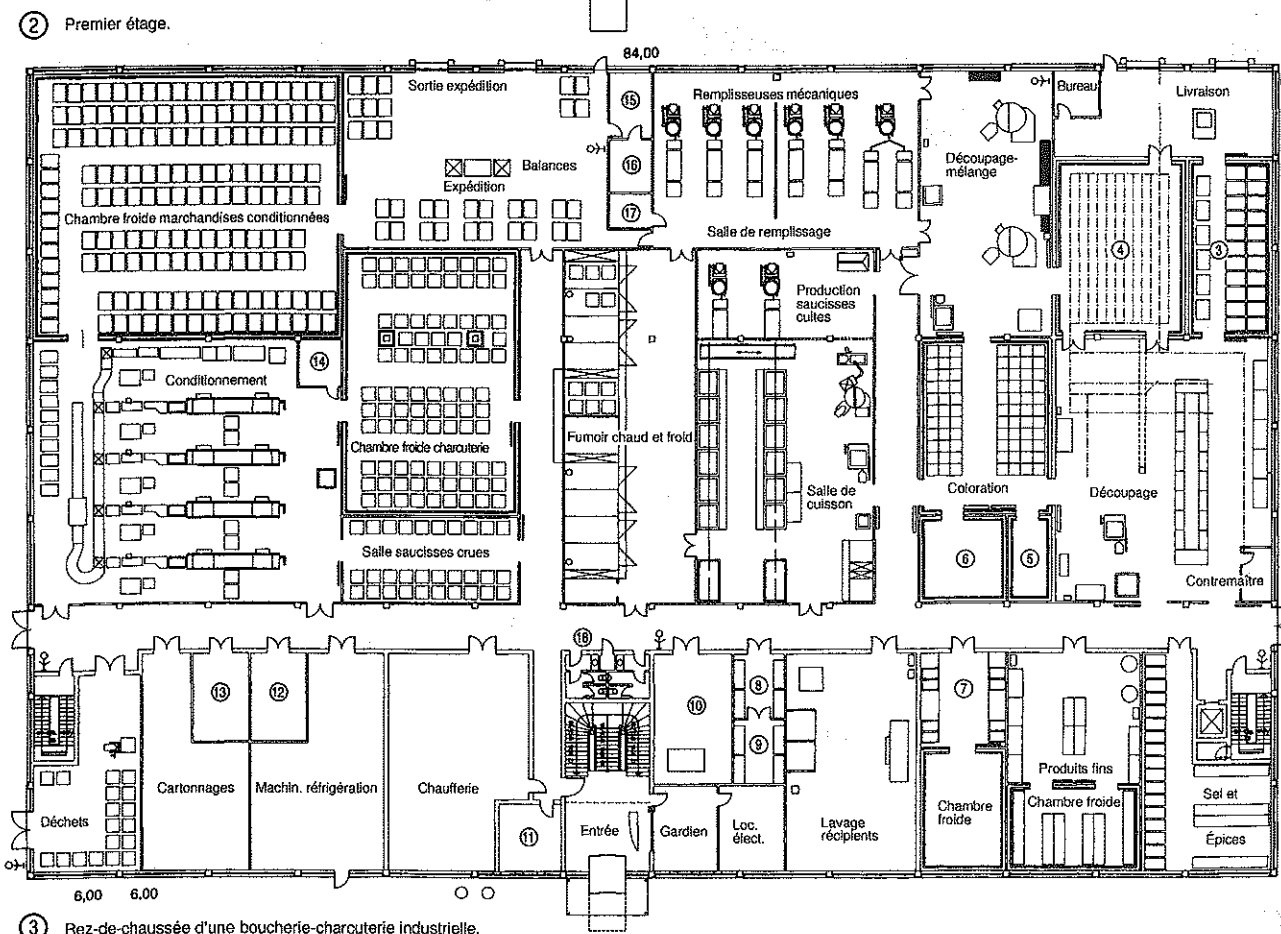 ② Premier étage.
84,00
Sortie expédition
⑮
Remplisseuses mécaniques
Bureau
Livraison
⑯
Balances
Expédition
Découpage-
mélange
Chambre froide marchandises conditionnées
⑰
Salle de remplissage
④
③
Production
saucisses
cuites
Conditionnement
⑭
Chambre froide charcuterie
Fumoir chaud et froid
Salle de
cuisson
Coloration
Découpage
Salle saucisses crues
⑥
⑤
Contremaître
⑱
⑬
⑫
⑩
⑧
⑦
⑨
Cartonnages
Machin. réfrigération
Chaufferie
Produits fins
Sel et
Épices
Déchets
⑪
Entrée
Gardien
Loc.
élect.
Lavage
récipients
Chambre
froide
Chambre froide
6,00
6,00
③ Rez-de-chaussée d'une boucherie-charcuterie industrielle.